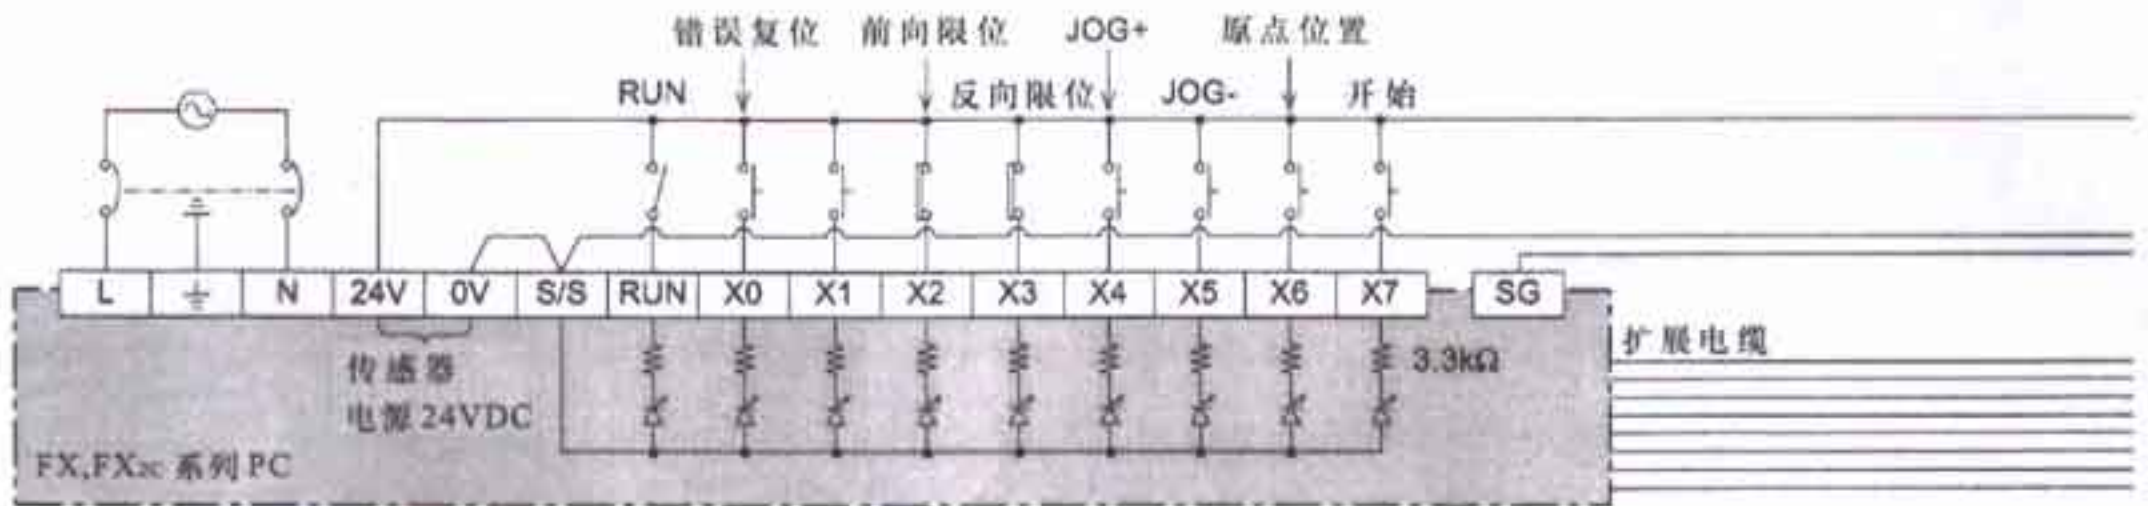 错误复位 前向限位 JOG+ 原点位置
RUN 反向限位 JOG- 开始
L N 24V 0V S/S RUN X0 X1 X2 X3 X4 X5 X6 X7 SG
扩展电缆
传感器 3.3kΩ
电源24VDC
FX,FX2C 系列PC